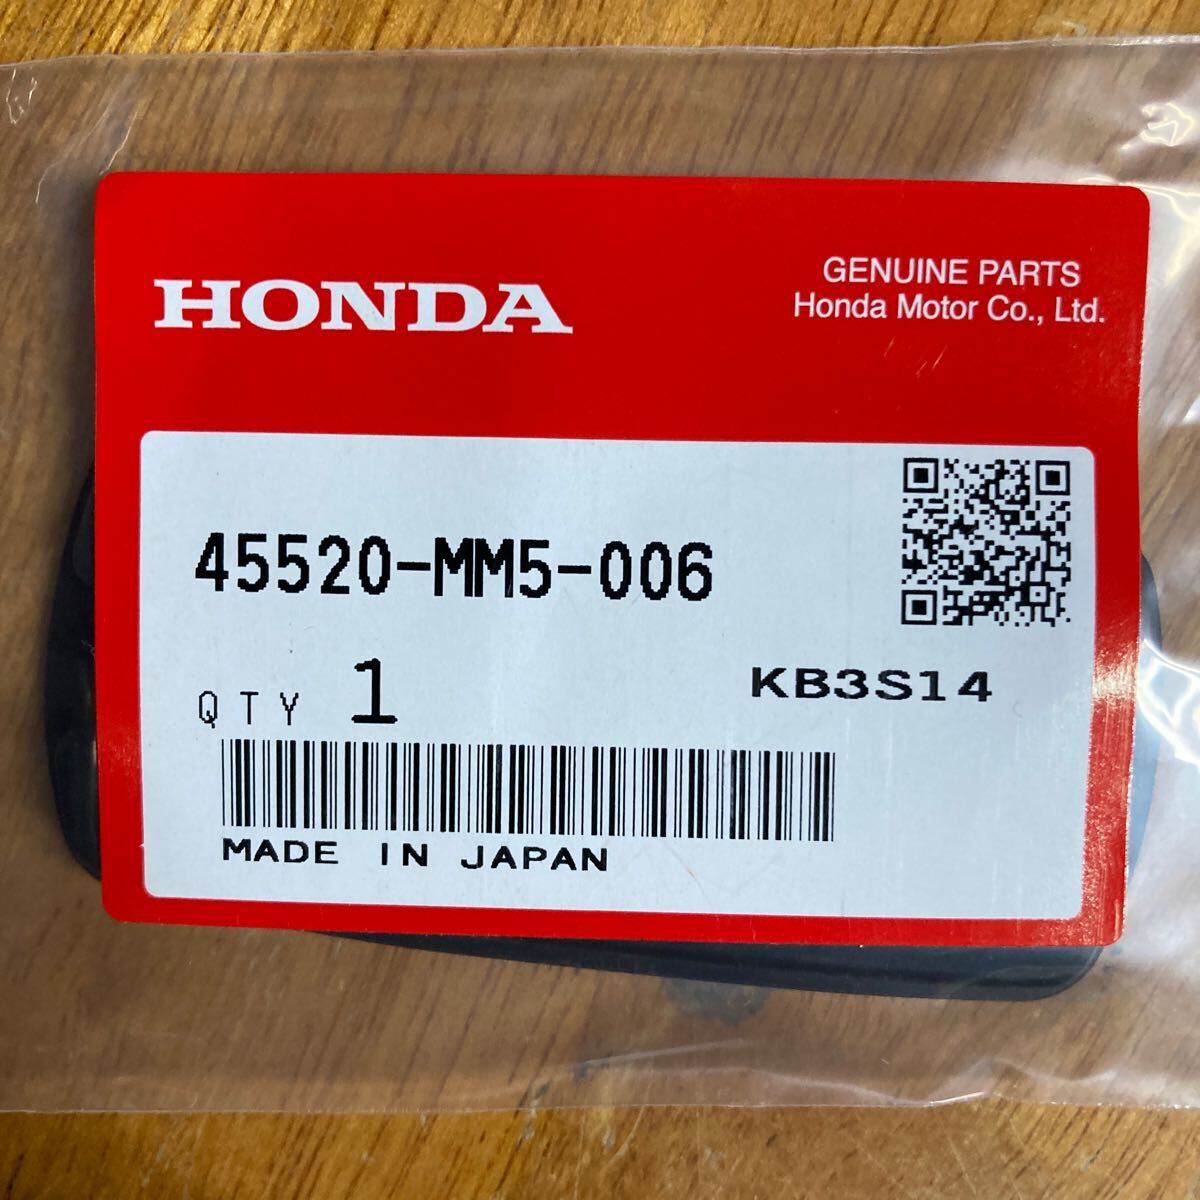 HONDA
GENUINE PARTS
Honda Motor Co., Ltd.
45520-MM5-006
QTY 1
KB3S14
MADE IN JAPAN